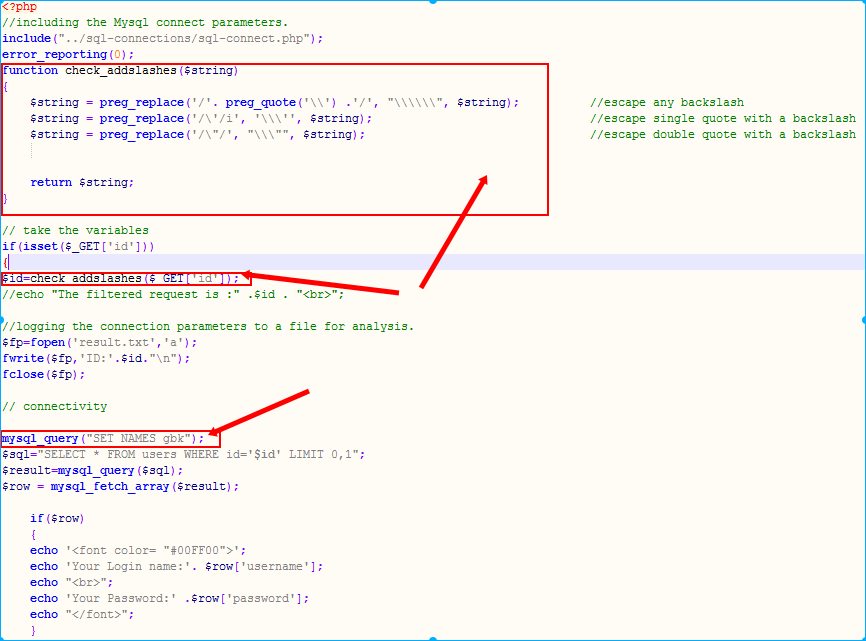 <?php
//including the Mysql connect parameters.
include("../sql-connections/sql-connect.php");
error_reporting(0);
function check_addslashes($string)
{
$string = preg_replace('/'. preg_quote('\\') .'/', "\\\\\\", $string); //escape any backslash
$string = preg_replace('/\'/i', '\\\'', $string); //escape single quote with a backslash
$string = preg_replace('/\"/', "\\\"", $string); //escape double quote with a backslash
return $string;
}
// take the variables
if(isset($_GET['id']))
{
$id=check_addslashes($_GET['id']);
//echo "The filtered request is :" .$id . "<br>";
//logging the connection parameters to a file for analysis.
$fp=fopen('result.txt','a');
fwrite($fp,'ID:'.$id."\n");
fclose($fp);
// connectivity
mysql_query("SET NAMES gbk");
$sql="SELECT * FROM users WHERE id='$id' LIMIT 0,1";
$result=mysql_query($sql);
$row = mysql_fetch_array($result);
if($row)
{
echo '<font color= "#00FF00">';
echo 'Your Login name:'. $row['username'];
echo "<br>";
echo 'Your Password:' .$row['password'];
echo "</font>";
}